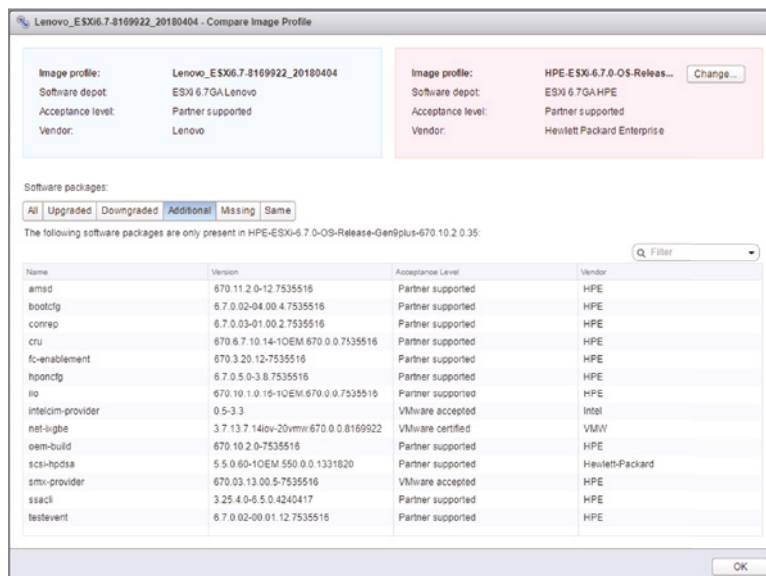 Lenovo_ESXi6.7-8169922_20180404 - Compare Image Profile
Image profile: Lenovo_ESXi6.7-8169922_20180404
Software depot: ESXi 6.7GA Lenovo
Acceptance level: Partner supported
Vendor: Lenovo
Image profile: HPE-ESXi-6.7.0-OS-Releas... Change...
Software depot: ESXi 6.7GA HPE
Acceptance level: Partner supported
Vendor: Hewlett Packard Enterprise
Software packages:
All Upgraded Downgraded Additional Missing Same
The following software packages are only present in HPE-ESXi-6.7.0-OS-Release-Gen9plus-670.10.2.0.35:
Filter
Name Version Acceptance Level Vendor
amsd 670.11.2.0-12.7535516 Partner supported HPE
bootcfg 6.7.0.02-04.00.4.7535516 Partner supported HPE
conrep 6.7.0.03-01.00.2.7535516 Partner supported HPE
cru 670.6.7.10.14-1OEM.670.0.0.7535516 Partner supported HPE
fc-enablement 670.3.20.12-7535516 Partner supported HPE
hponcfg 6.7.0.5.0-3.8.7535516 Partner supported HPE
ilo 670.10.1.0.16-1OEM.670.0.0.7535516 Partner supported HPE
intelcim-provider 0.5-3.3 VMware accepted Intel
net-ixgbe 3.7.13.7.14iov-20vmw.670.0.0.8169922 VMware certified VMW
oem-build 670.10.2.0-7535516 Partner supported HPE
scsi-hpdsa 5.5.0.60-1OEM.550.0.0.1331820 Partner supported Hewlett-Packard
smx-provider 670.03.13.00.5-7535516 VMware accepted HPE
ssacli 3.25.4.0-6.5.0.4240417 Partner supported HPE
testevent 6.7.0.02-00.01.12.7535516 Partner supported HPE
OK